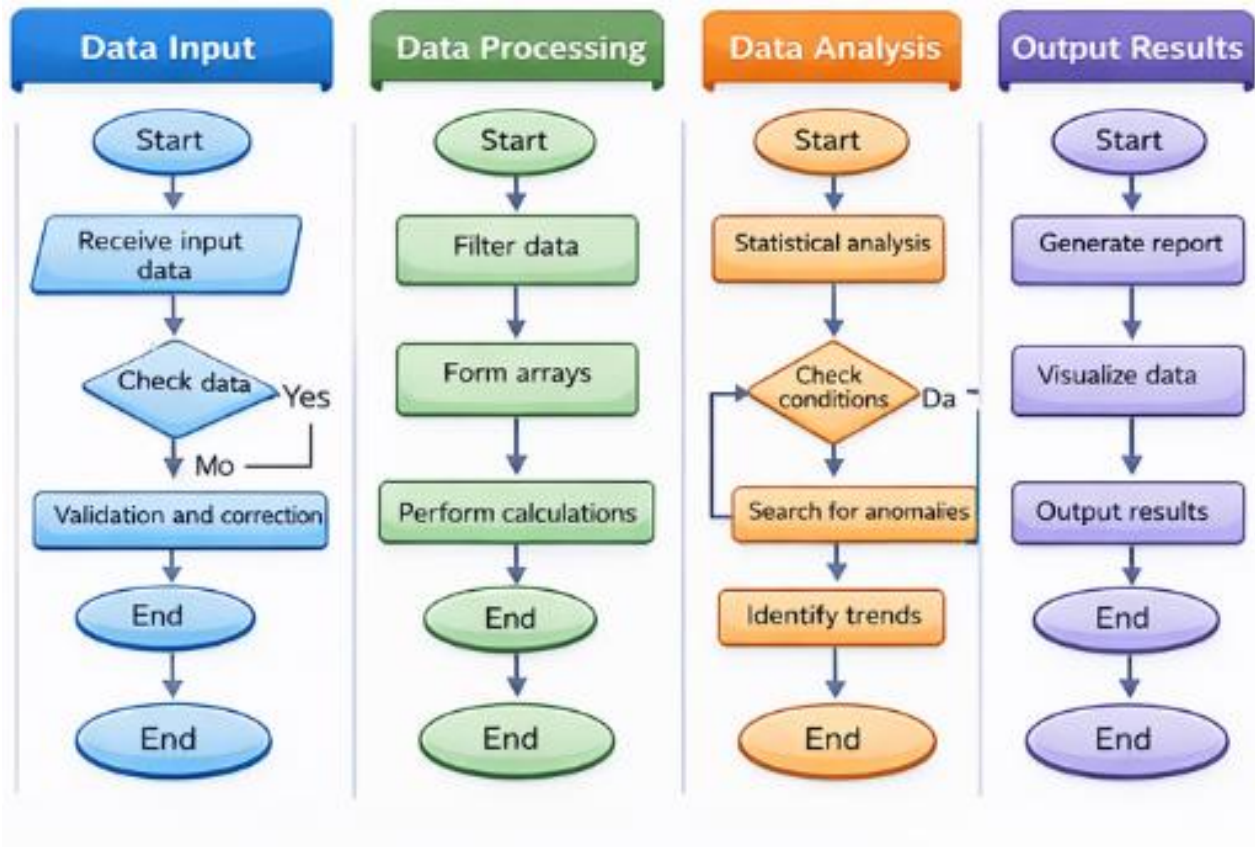 Data Input
Start
Receive input
data
Check data
Yes
Mo
Validation and correction
End
End
Data Processing
Start
Filter data
Form arrays
Perform calculations
End
End
Data Analysis
Start
Statistical analysis
Check
conditions
Da
Search for anomalies
Identify trends
End
Output Results
Start
Generate report
Visualize data
Output results
End
End